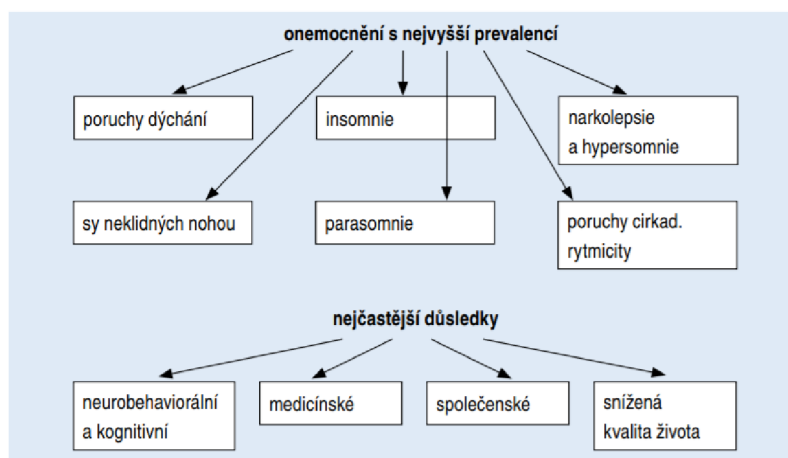 onemocnění s nejvyšší prevalencí
poruchy dýchání
insomnie
narkolepsie
a hypersomnie
sy neklidných nohou
parasomnie
poruchy cirkad.
rytmicity
nejčastější důsledky
neurobehaviorální
a kognitivní
medicínské
společenské
snížená
kvalita života